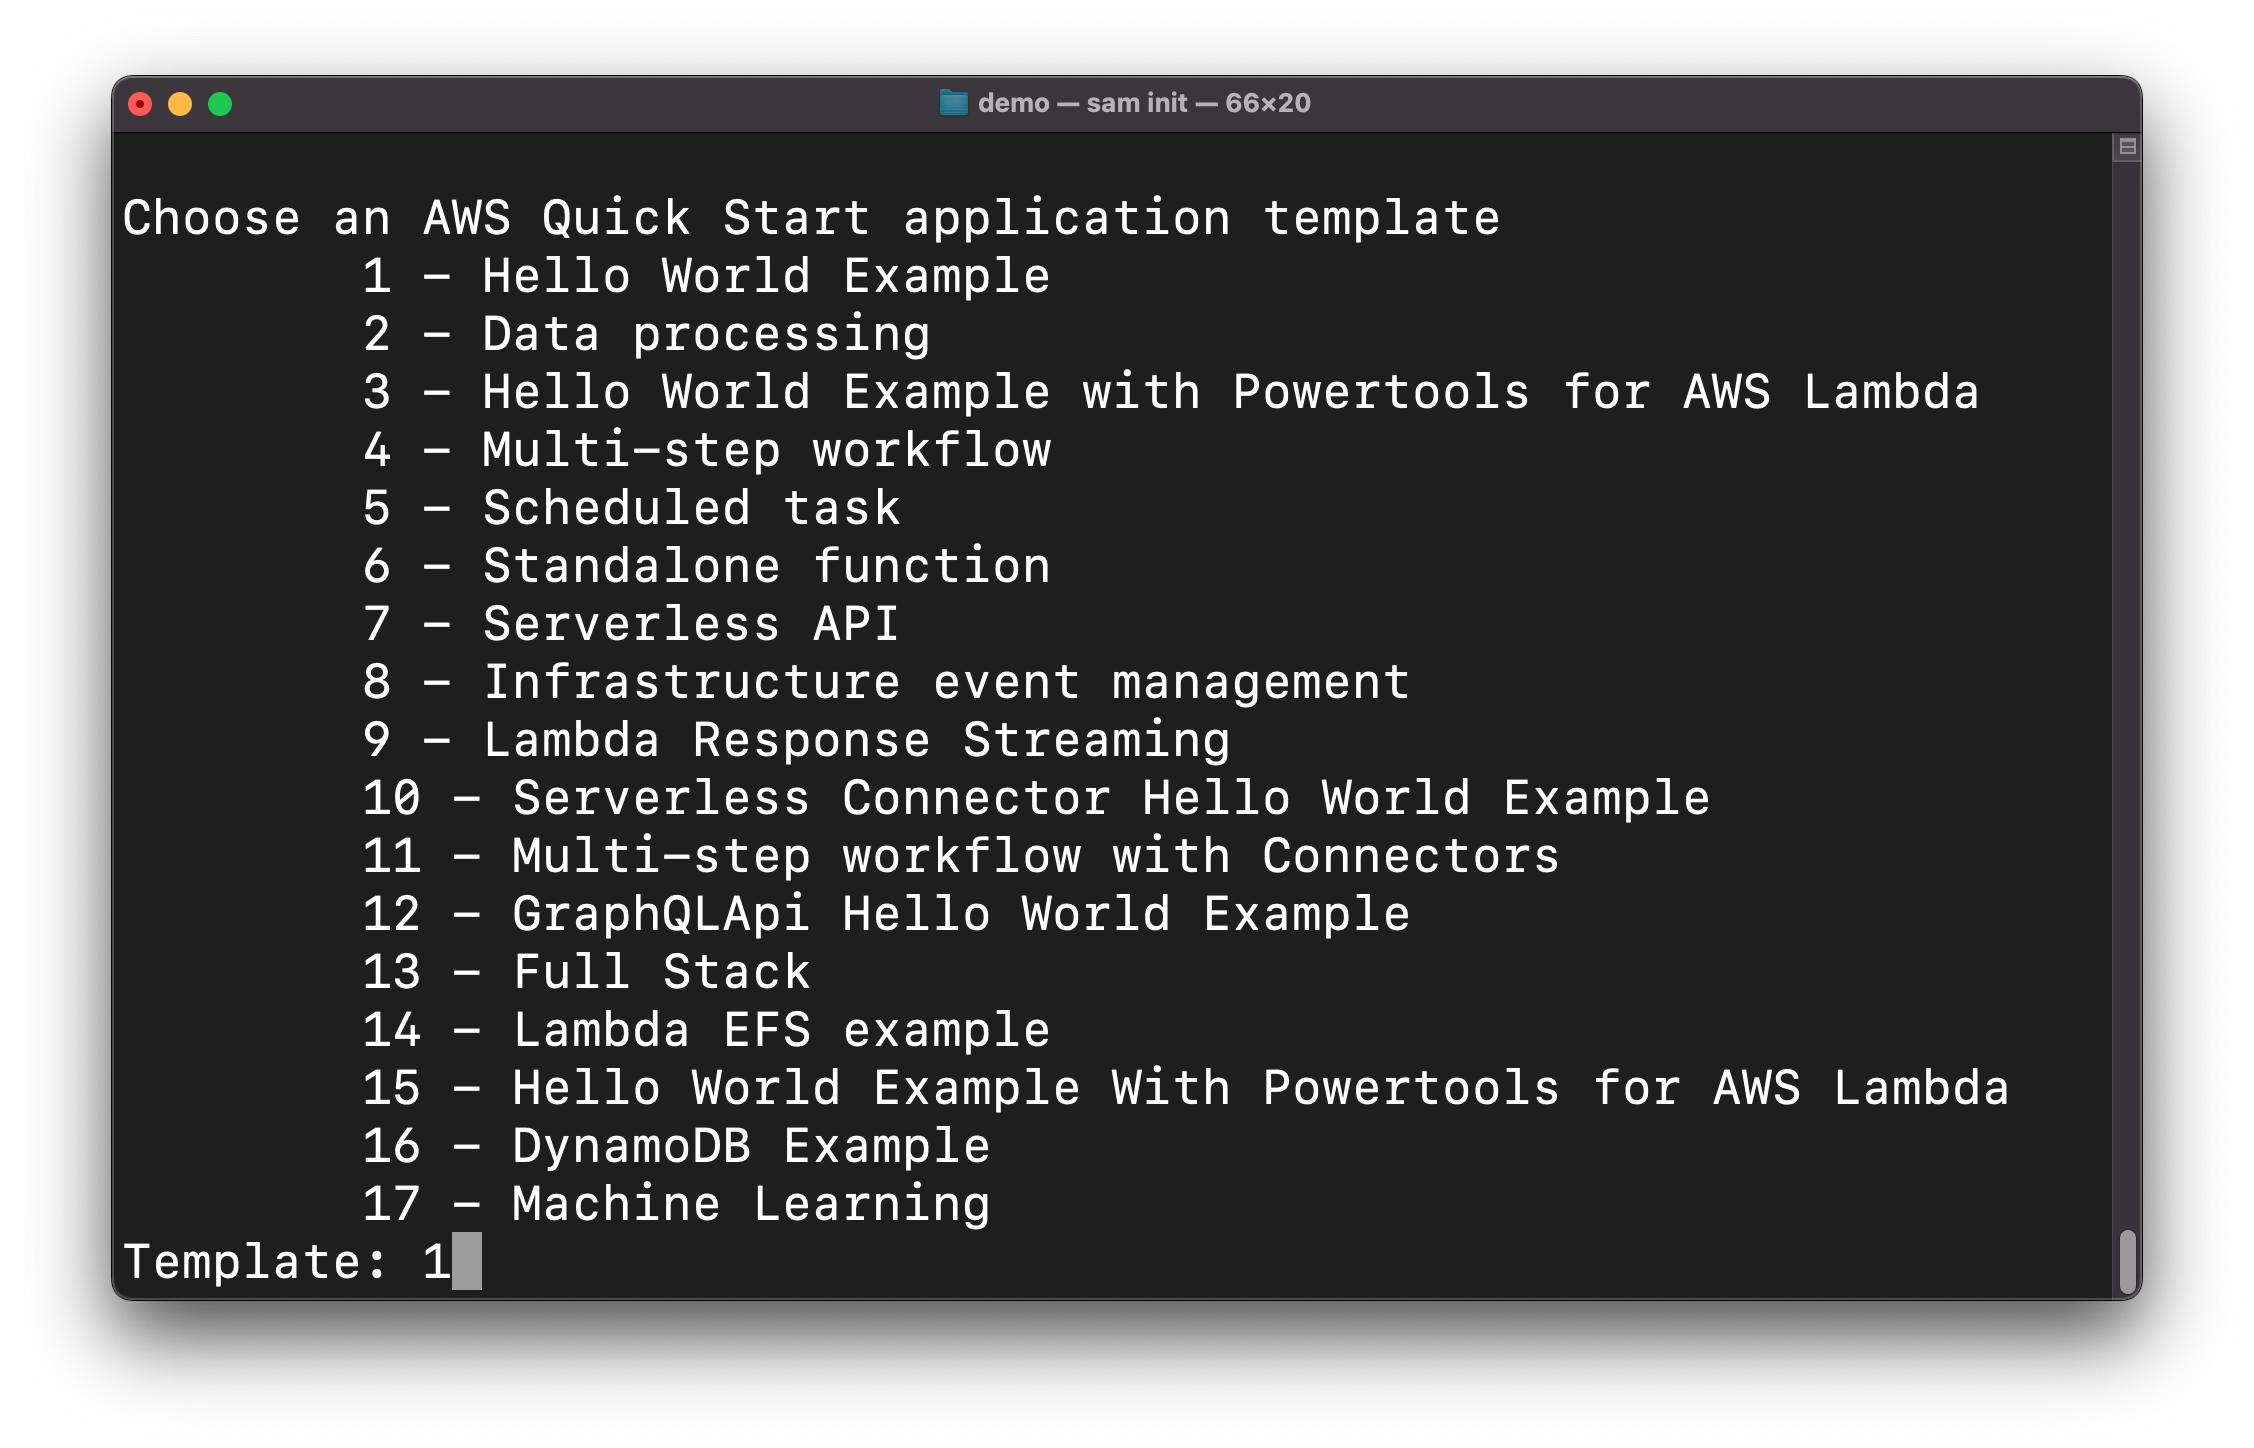 demo — sam init — 66×20
Choose an AWS Quick Start application template
1 - Hello World Example
2 - Data processing
3 - Hello World Example with Powertools for AWS Lambda
4 - Multi-step workflow
5 - Scheduled task
6 - Standalone function
7 - Serverless API
8 - Infrastructure event management
9 - Lambda Response Streaming
10 - Serverless Connector Hello World Example
11 - Multi-step workflow with Connectors
12 - GraphQLApi Hello World Example
13 - Full Stack
14 - Lambda EFS example
15 - Hello World Example With Powertools for AWS Lambda
16 - DynamoDB Example
17 - Machine Learning
Template: 1